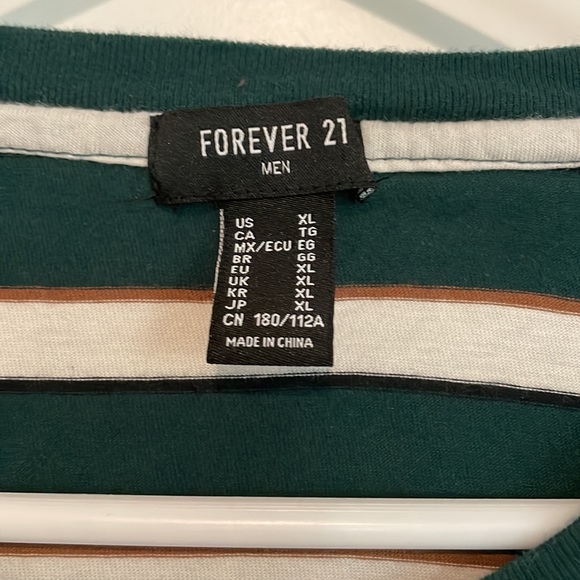 FOREVER 21
MEN
US XL
CA TG
MX/ECU EG
BR GG
EU XL
UK XL
KR XL
JP XL
CN 180/112A
MADE IN CHINA